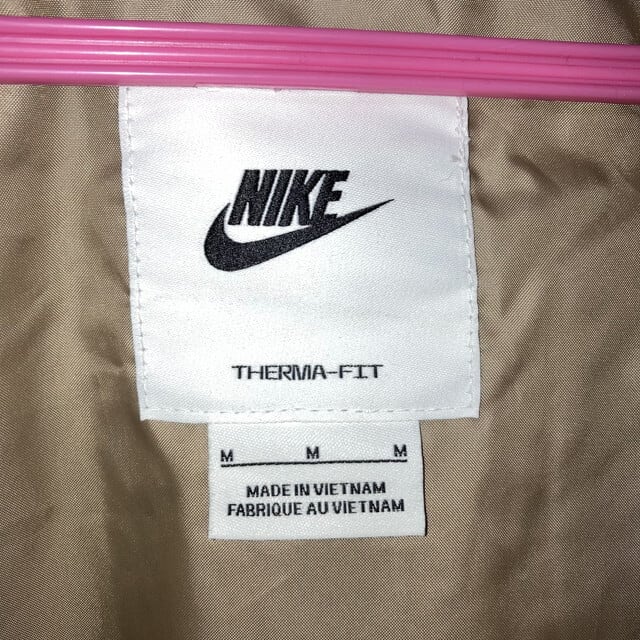 NIKE
THERMA-FIT
M M M
MADE IN VIETNAM
FABRIQUE AU VIETNAM